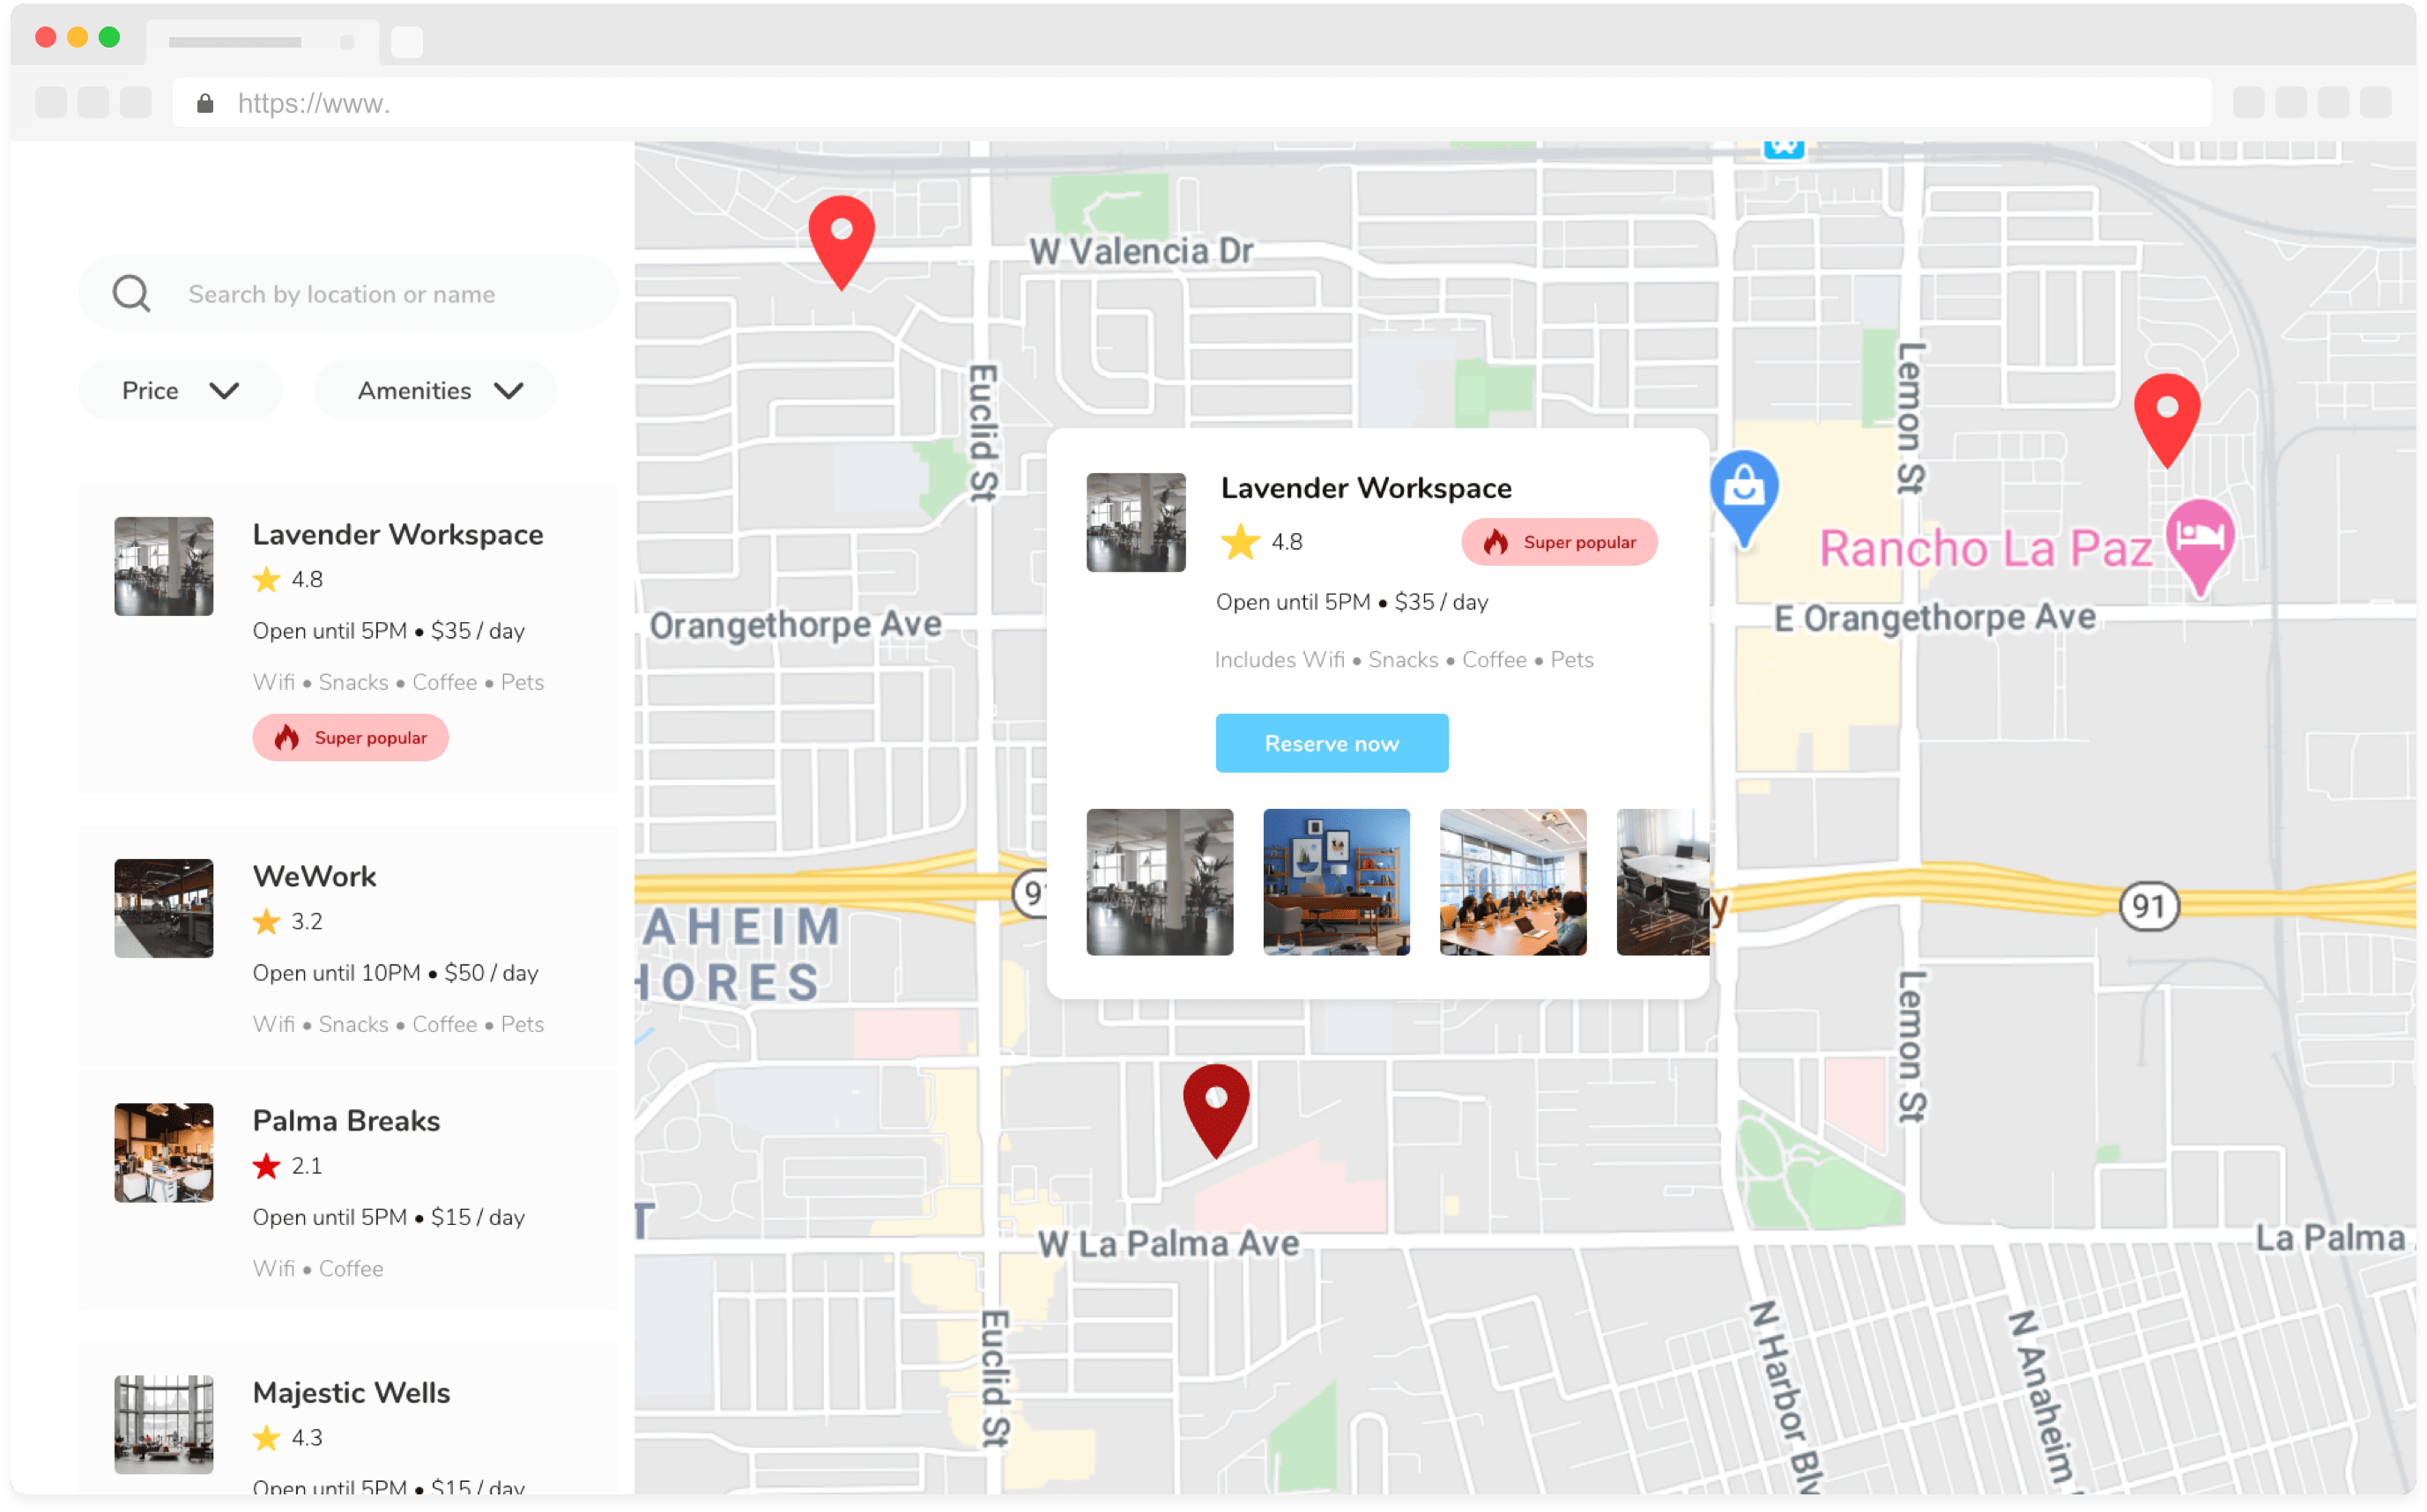 https://www.
Search by location or name
Price
Amenities
Lavender Workspace
4.8
Open until 5PM • $35 / day
Wifi • Snacks • Coffee • Pets
Super popular
WeWork
3.2
Open until 10PM • $50 / day
Wifi • Snacks • Coffee • Pets
Palma Breaks
2.1
Open until 5PM • $15 / day
Wifi • Coffee
Majestic Wells
4.3
Open until 5PM • $15 / day
W Valencia Dr
Euclid St
Lemon St
Lavender Workspace
4.8
Super popular
Open until 5PM • $35 / day
Includes Wifi • Snacks • Coffee • Pets
Reserve now
Rancho La Paz
Orangethorpe Ave
E Orangethorpe Ave
91
AHEIM
HORES
y
91
Lemon St
T
W La Palma Ave
La Palma
Euclid St
N Harbor Blv
N Anaheim